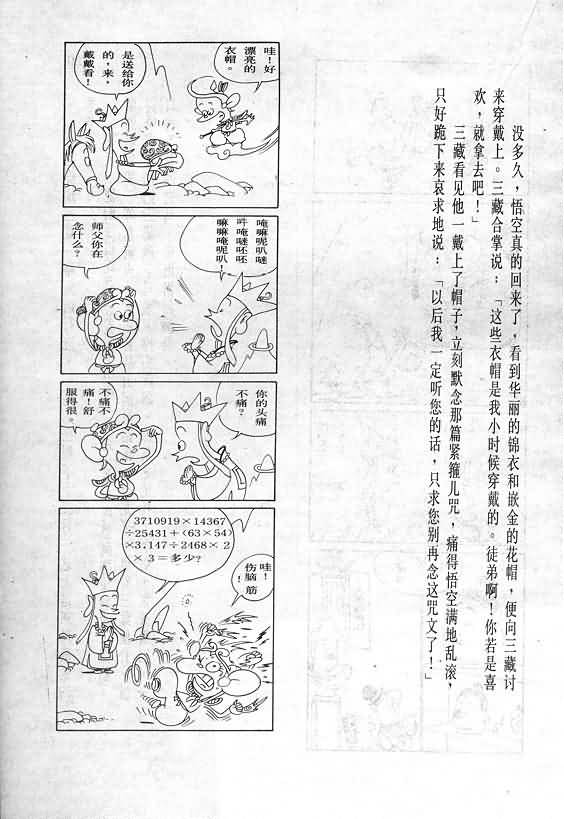 没多久，悟空真的回来了，看到华丽的锦衣和嵌金的花帽，便向三藏讨
来穿戴上。三藏合掌说：「这些衣帽是我小时候穿戴的。徒弟啊！你若是喜
欢，就拿去吧！」
三藏看见他一戴上了帽子，立刻默念那篇紧箍儿咒，痛得悟空满地乱滚，
只好跪下来哀求地说：「以后我一定听您的话，只求您别再念这咒文了！」
哇！好
漂亮的
衣帽。
是送给你
的，来，
戴戴看！
唵嘛呢叭
吽唵呸呸
嘛嘛唵呢叭！
师父你在
念什么？
你的头痛
不痛？
不痛不
痛！舒
服得很。
3710919×14367
÷25431+(63×54)
×3.147÷2468×2
×3=多少？
哇！
伤脑
筋